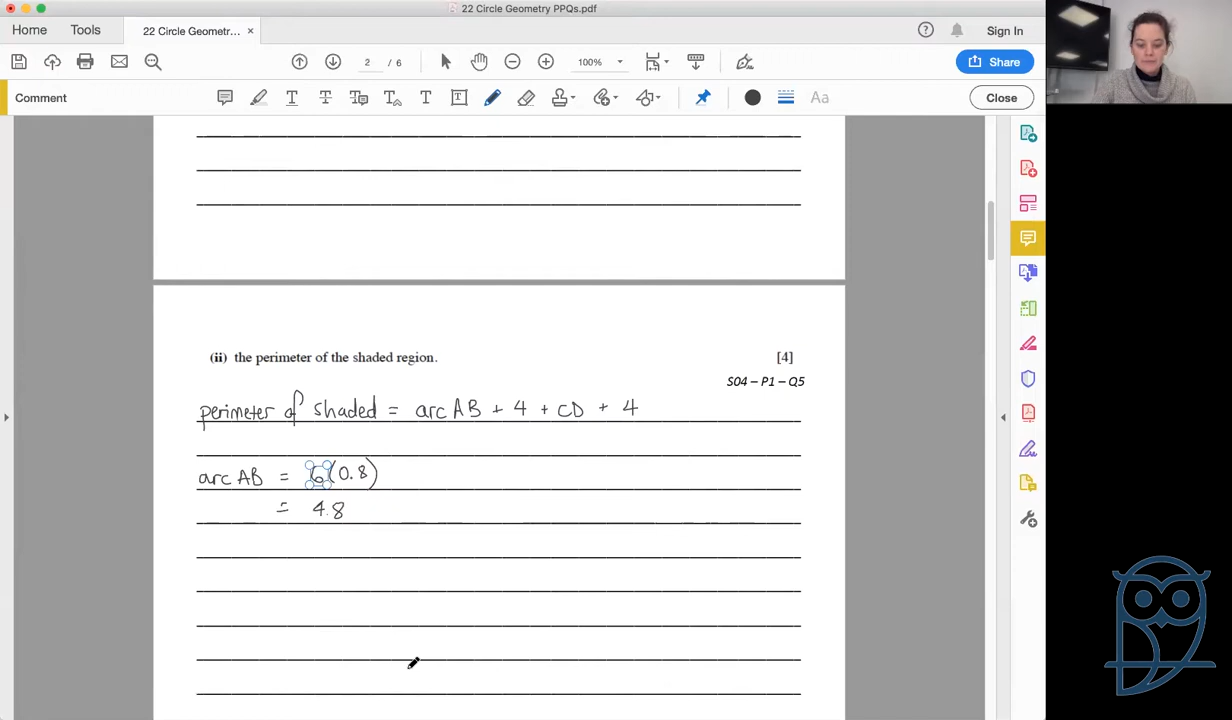 22 Circle Geometry PPQs.pdf
Home Tools 22 Circle Geometr... × Sign In
2 / 6 100% Share
Comment Aa Close
(ii) the perimeter of the shaded region. [4]
S04 – P1 – Q5
perimeter of shaded = arc AB + 4 + CD + 4
arc AB = 6(0.8)
= 4.8